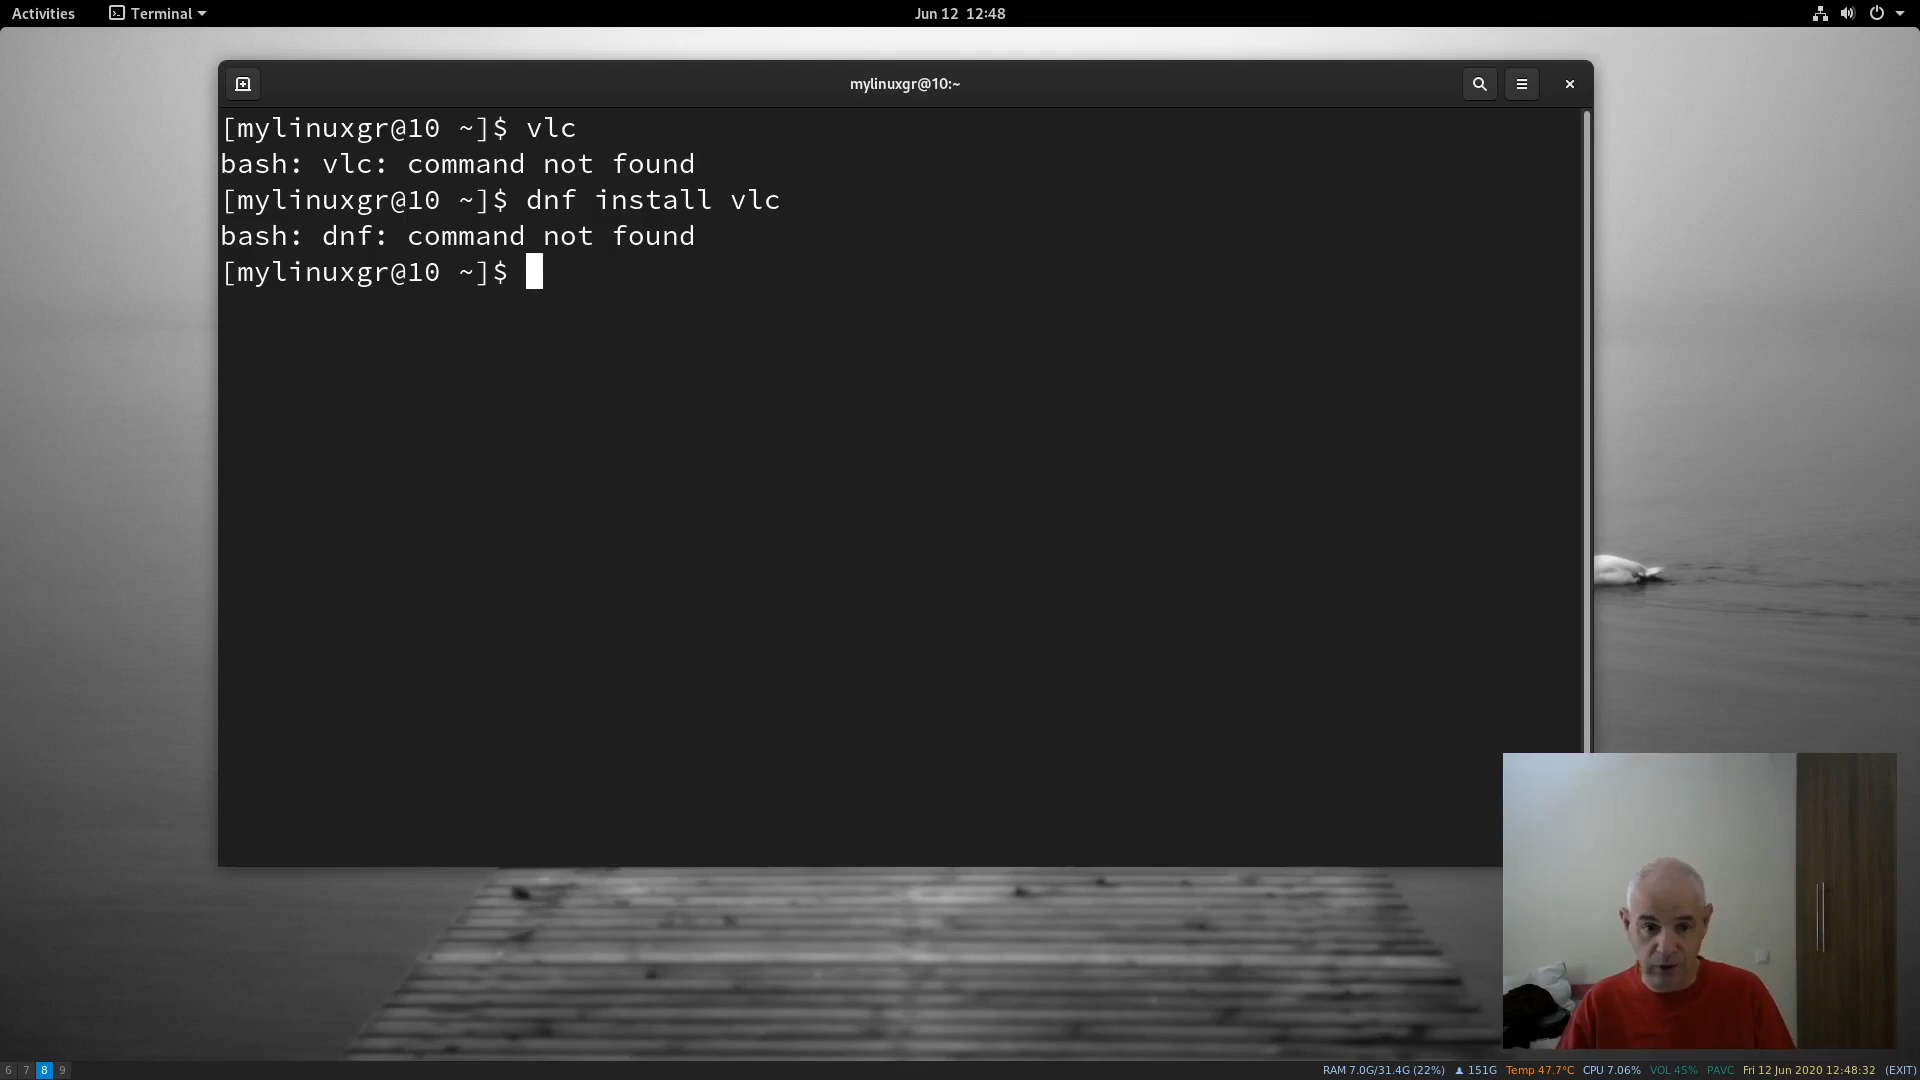 Activities Terminal Jun 12 12:48
mylinuxgr@10:~
[mylinuxgr@10 ~]$ vlc
bash: vlc: command not found
[mylinuxgr@10 ~]$ dnf install vlc
bash: dnf: command not found
[mylinuxgr@10 ~]$
6 7 8 9 RAM 7.0G/31.4G (22%) 151G Temp 47.7°C CPU 7.06% VOL 45% PAVC Fri 12 Jun 2020 12:48:32 (EXIT)